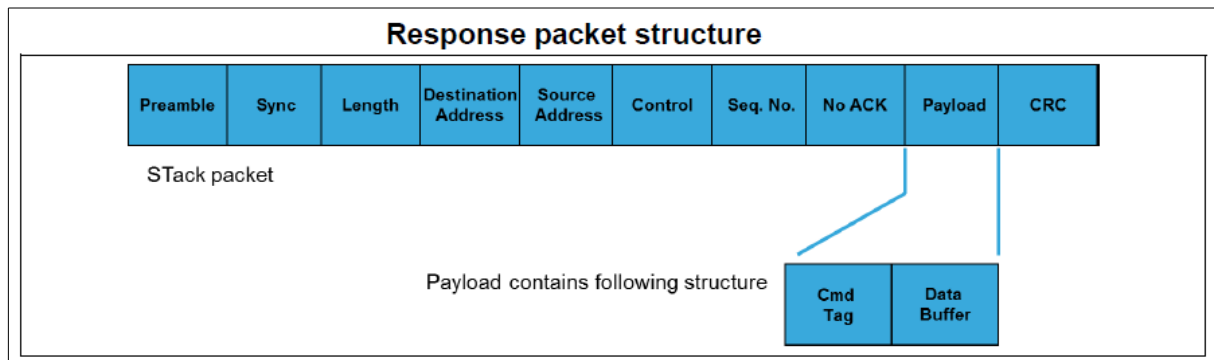 Response packet structure
Preamble Sync Length Destination Address Source Address Control Seq. No. No ACK Payload CRC
STack packet
Payload contains following structure
Cmd Tag Data Buffer